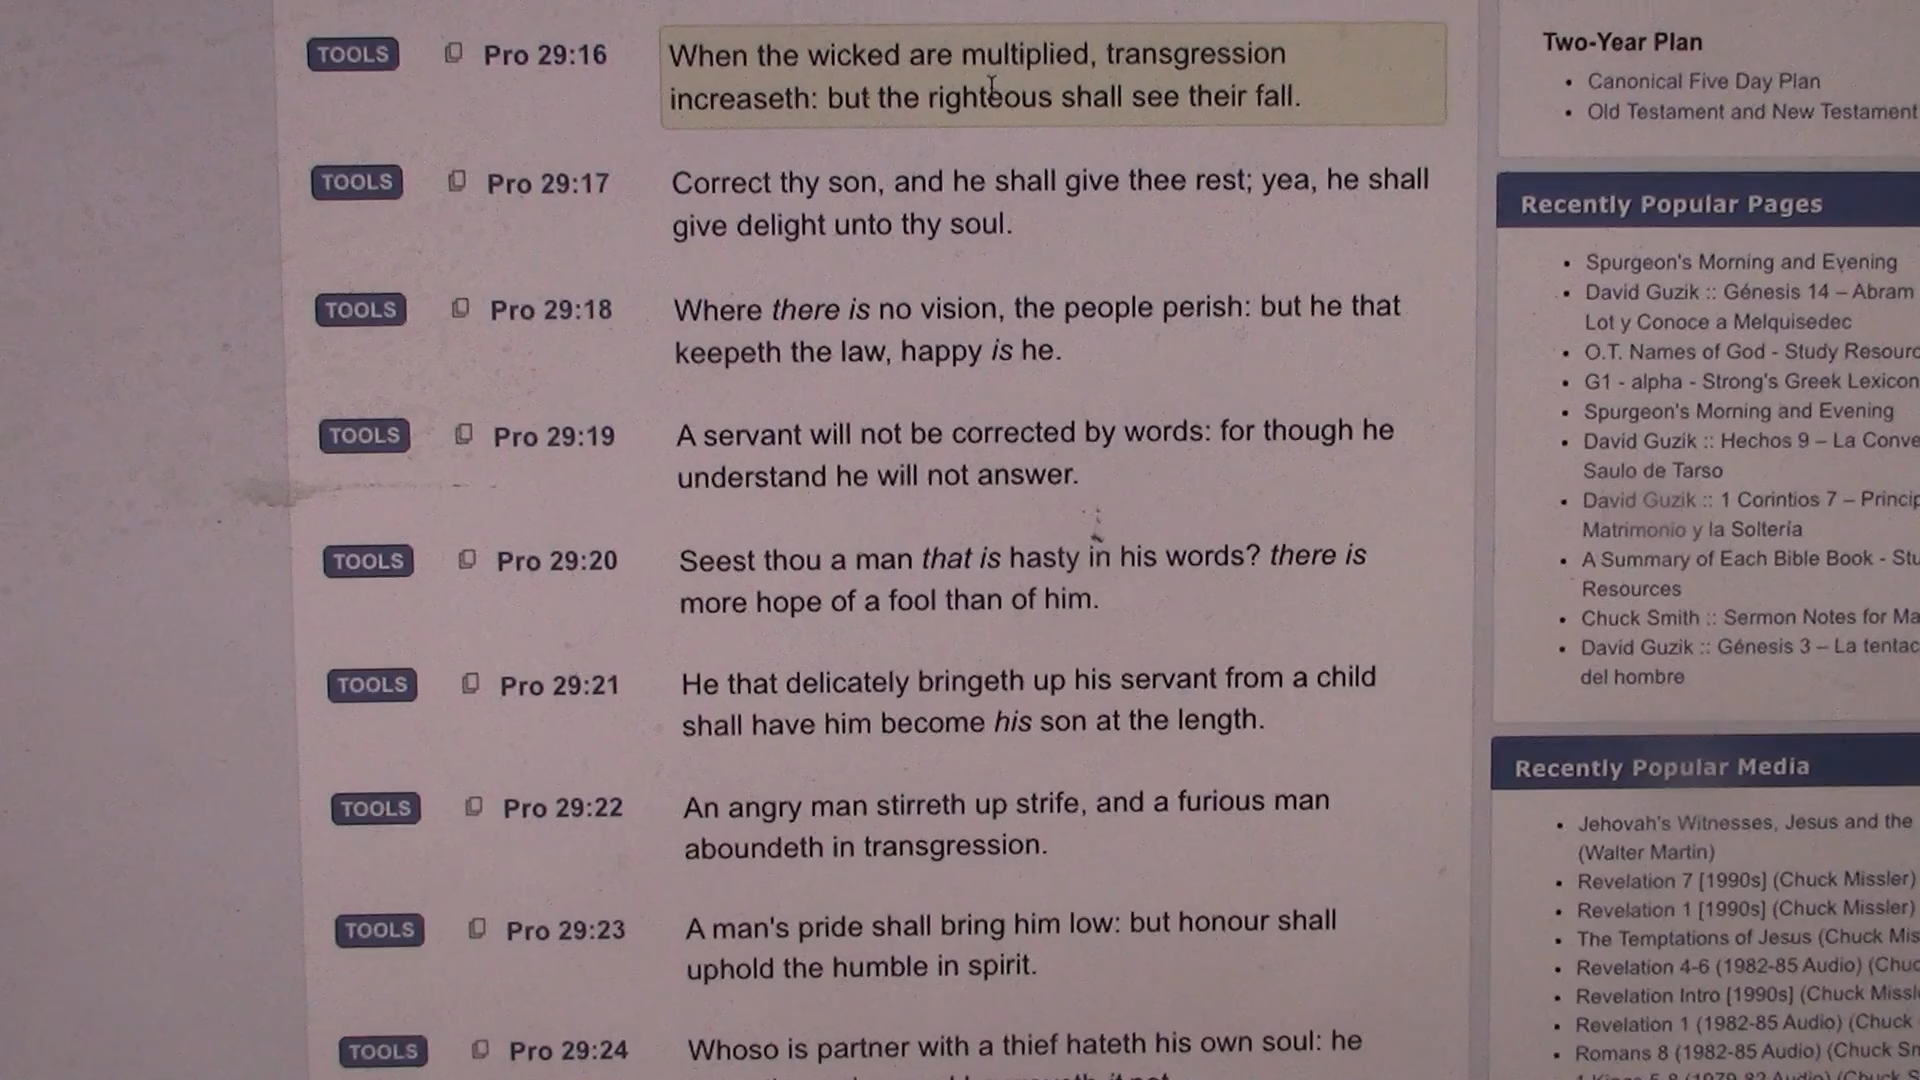 TOOLS Pro 29:16 When the wicked are multiplied, transgression
increaseth: but the righteous shall see their fall.
TOOLS Pro 29:17 Correct thy son, and he shall give thee rest; yea, he shall
give delight unto thy soul.
TOOLS Pro 29:18 Where there is no vision, the people perish: but he that
keepeth the law, happy is he.
TOOLS Pro 29:19 A servant will not be corrected by words: for though he
understand he will not answer.
TOOLS Pro 29:20 Seest thou a man that is hasty in his words? there is
more hope of a fool than of him.
TOOLS Pro 29:21 He that delicately bringeth up his servant from a child
shall have him become his son at the length.
TOOLS Pro 29:22 An angry man stirreth up strife, and a furious man
aboundeth in transgression.
TOOLS Pro 29:23 A man's pride shall bring him low: but honour shall
uphold the humble in spirit.
TOOLS Pro 29:24 Whoso is partner with a thief hateth his own soul: he
Two-Year Plan
• Canonical Five Day Plan
• Old Testament and New Testament
Recently Popular Pages
• Spurgeon's Morning and Evening
• David Guzik :: Génesis 14 – Abram
Lot y Conoce a Melquisedec
• O.T. Names of God - Study Resourc
• G1 - alpha - Strong's Greek Lexicon
• Spurgeon's Morning and Evening
• David Guzik :: Hechos 9 – La Conve
Saulo de Tarso
• David Guzik :: 1 Corintios 7 – Princip
Matrimonio y la Soltería
• A Summary of Each Bible Book - Stu
Resources
• Chuck Smith :: Sermon Notes for Ma
• David Guzik :: Génesis 3 – La tentac
del hombre
Recently Popular Media
• Jehovah's Witnesses, Jesus and the
(Walter Martin)
• Revelation 7 [1990s] (Chuck Missler)
• Revelation 1 [1990s] (Chuck Missler)
• The Temptations of Jesus (Chuck Mis
• Revelation 4-6 (1982-85 Audio) (Chuc
• Revelation Intro [1990s] (Chuck Missl
• Revelation 1 (1982-85 Audio) (Chuck
• Romans 8 (1982-85 Audio) (Chuck Sm